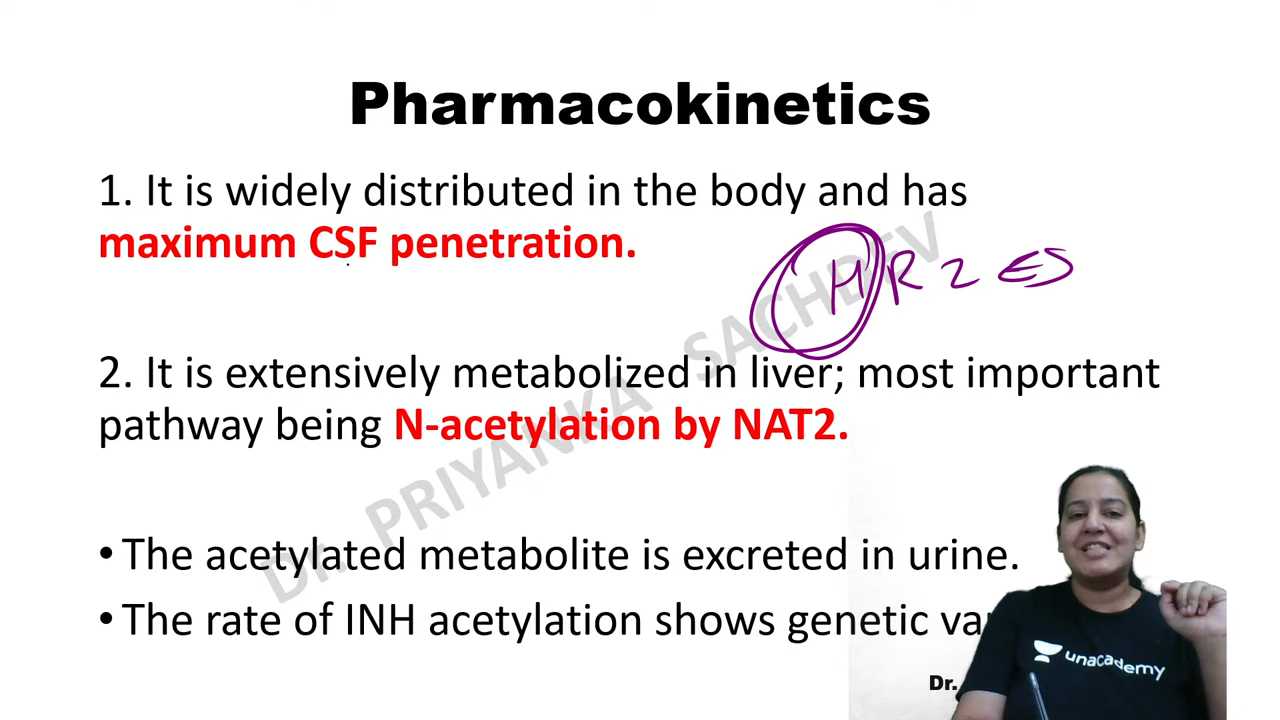 Pharmacokinetics
1. It is widely distributed in the body and has
maximum CSF penetration.
HRZES
2. It is extensively metabolized in liver; most important
pathway being N-acetylation by NAT2.
• The acetylated metabolite is excreted in urine.
• The rate of INH acetylation shows genetic
Dr. PRIYANKA SACHDEV
unacademy
Dr.